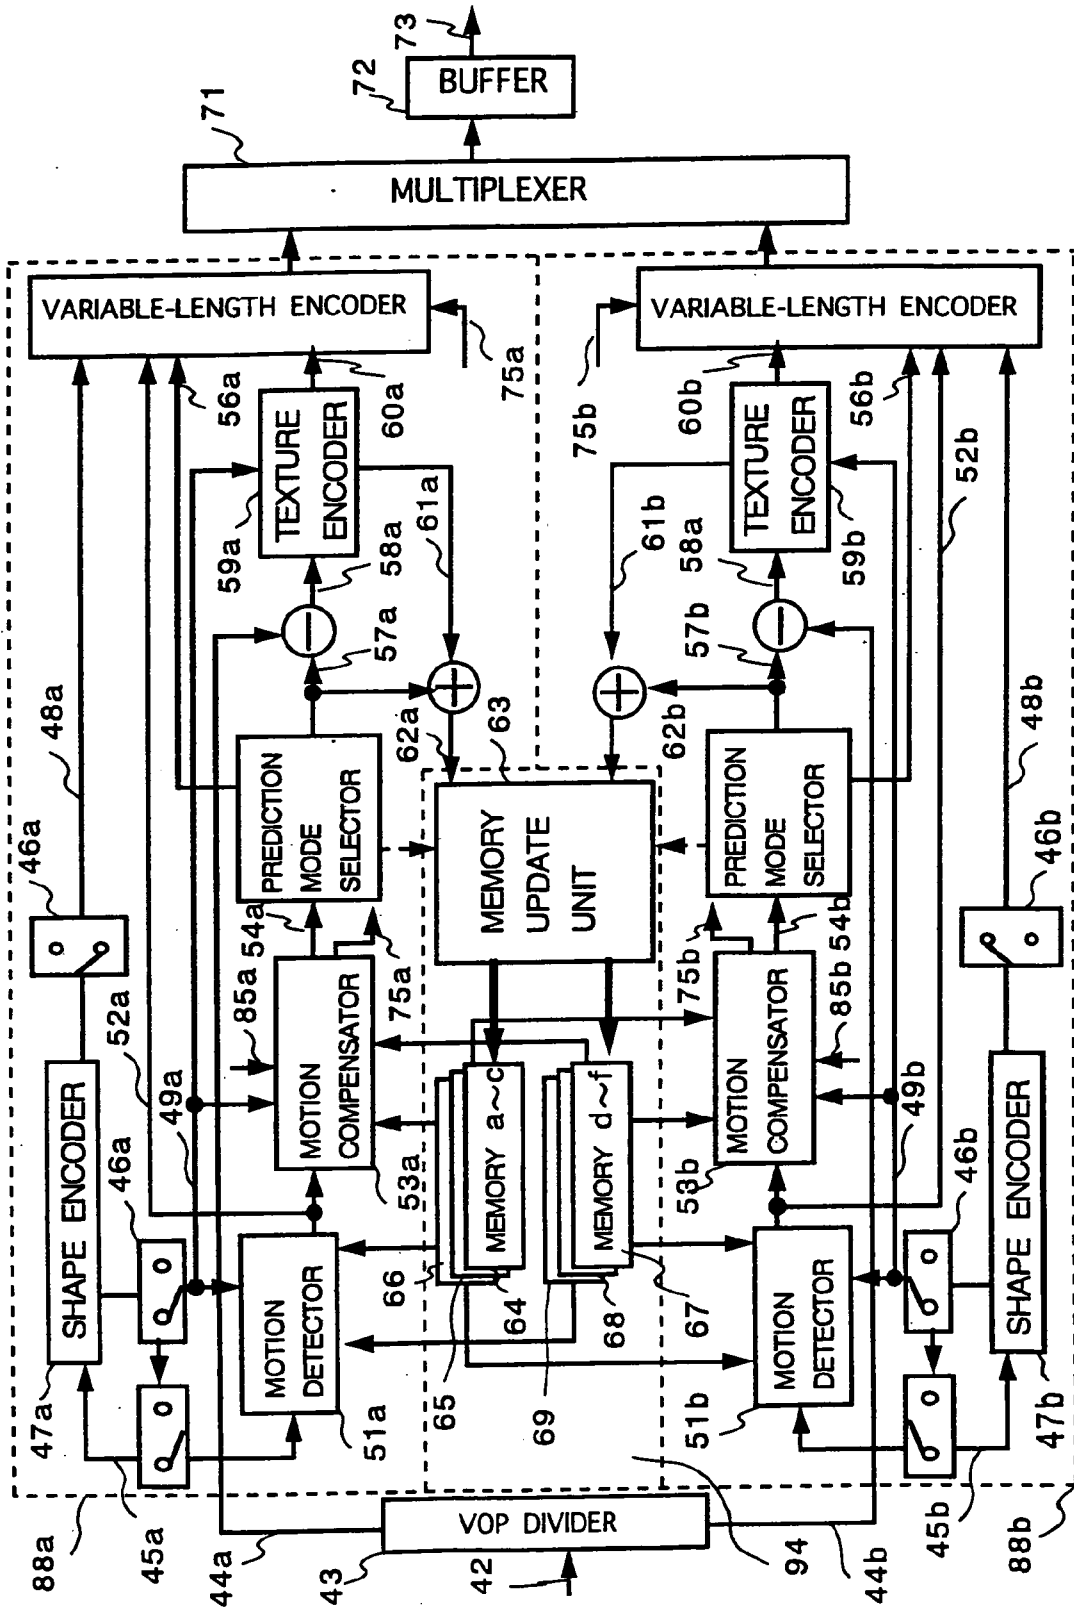 73
72
BUFFER
71
MULTIPLEXER
VARIABLE-LENGTH ENCODER
VARIABLE-LENGTH ENCODER
75a
75b
56a
60a
60b
56b
52b
TEXTURE
ENCODER
59a
61a
58a
57a
61b
58a
57b
TEXTURE
ENCODER
59b
48a
46a
62a
63
62b
48b
46b
PREDICTION
MODE
SELECTOR
54a
MEMORY
UPDATE
UNIT
PREDICTION
MODE
SELECTOR
54b
75a
75b
85a
85b
52a
49a
49b
MOTION
COMPENSATOR
53a
MOTION
COMPENSATOR
53b
Memory a~c
Memory d~f
66
65
64
69
68
67
SHAPE ENCODER
47a
46a
46b
SHAPE ENCODER
47b
MOTION
DETECTOR
51a
MOTION
DETECTOR
51b
88a
45a
44a
43
42
VOP DIVIDER
94
44b
45b
88b